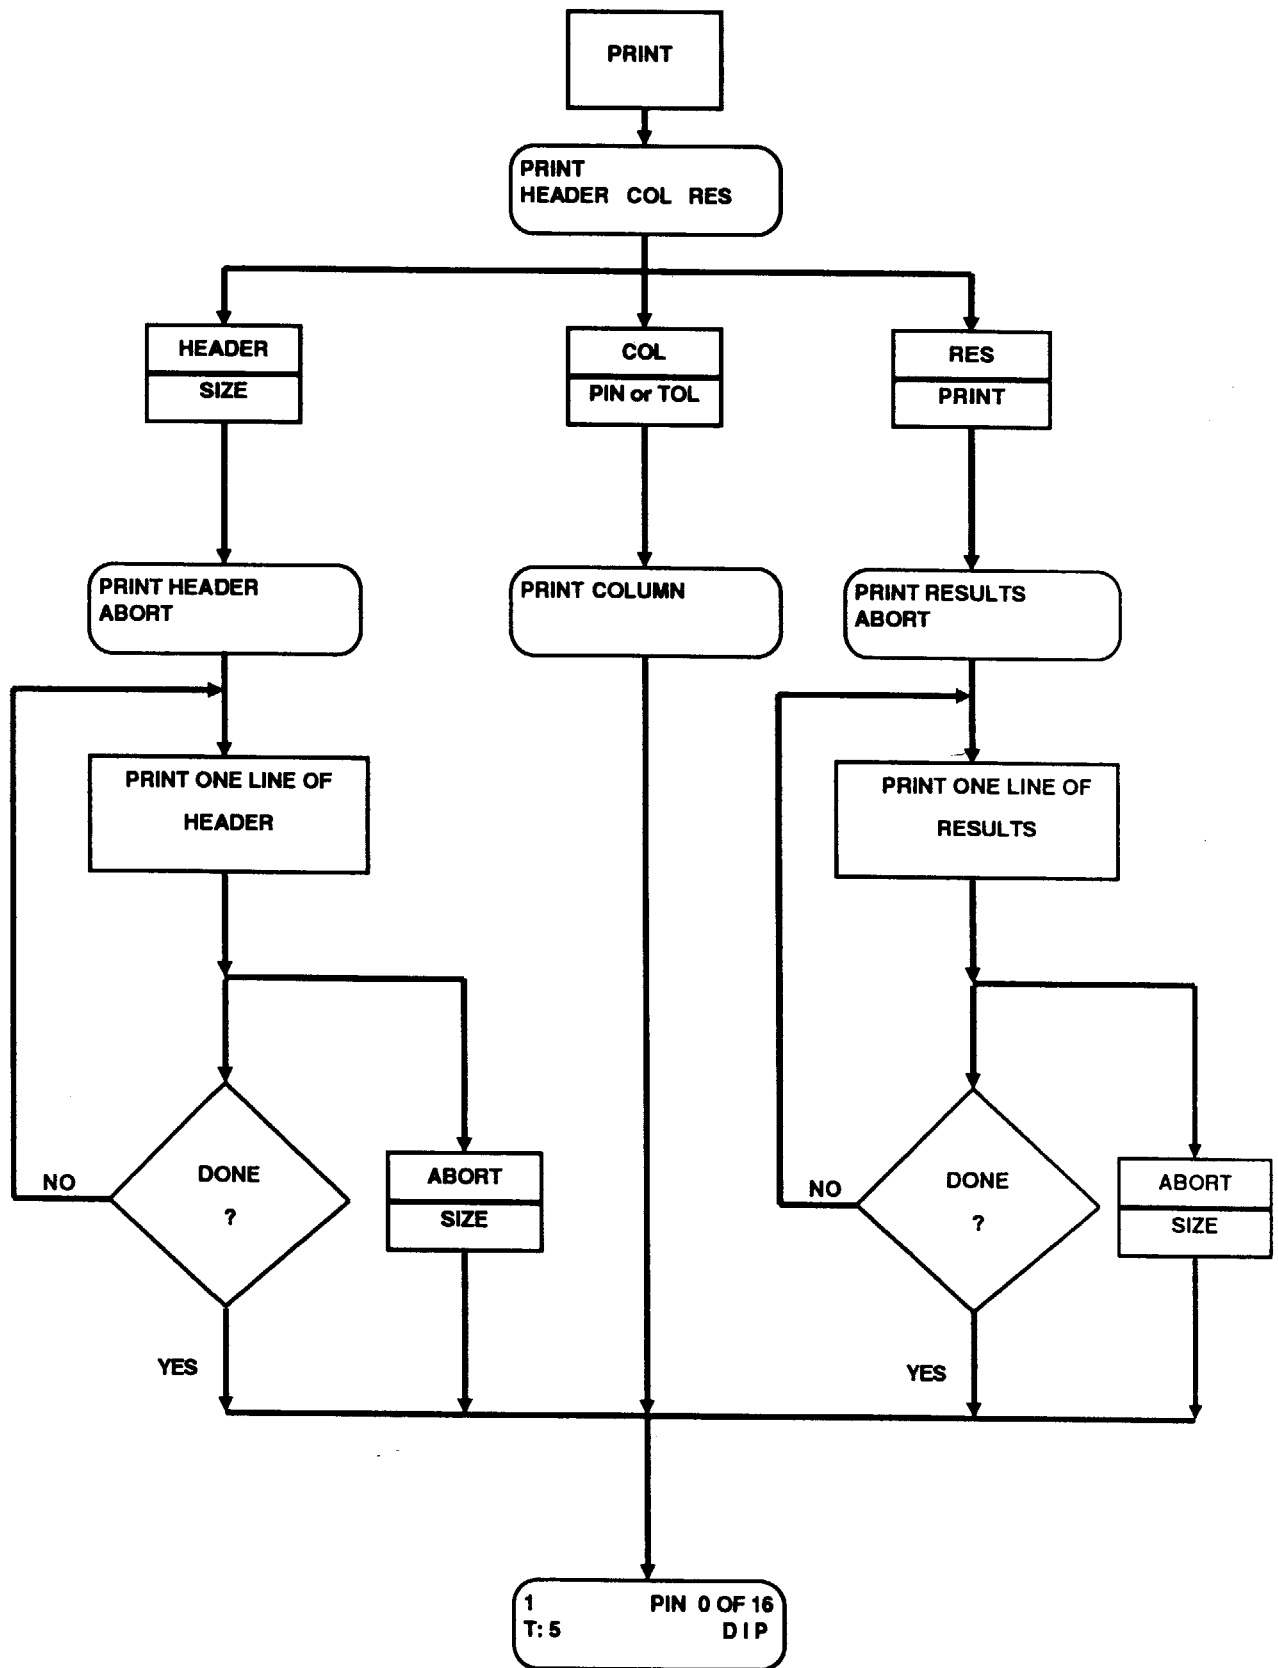 PRINT
PRINT
HEADER COL RES
HEADER
SIZE
COL
PIN or TOL
RES
PRINT
PRINT HEADER
ABORT
PRINT COLUMN
PRINT RESULTS
ABORT
PRINT ONE LINE OF
HEADER
PRINT ONE LINE OF
RESULTS
NO
DONE
?
ABORT
SIZE
NO
DONE
?
ABORT
SIZE
YES
YES
1 PIN 0 OF 16
T: 5 D I P